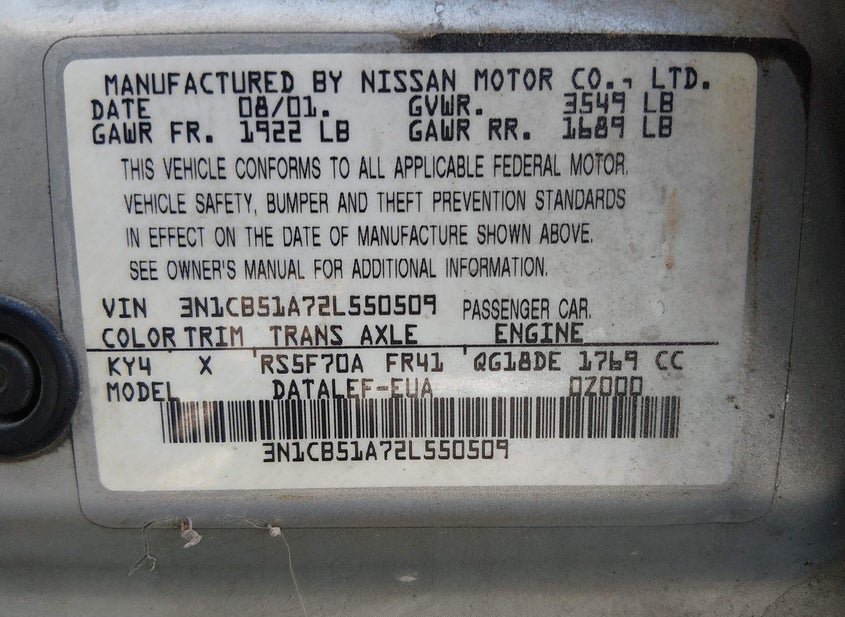 MANUFACTURED BY NISSAN MOTOR CO., LTD.
DATE 08/01. GVWR. 3549 LB
GAWR FR. 1922 LB GAWR RR. 1689 LB
THIS VEHICLE CONFORMS TO ALL APPLICABLE FEDERAL MOTOR.
VEHICLE SAFETY, BUMPER AND THEFT PREVENTION STANDARDS
IN EFFECT ON THE DATE OF MANUFACTURE SHOWN ABOVE.
SEE OWNER'S MANUAL FOR ADDITIONAL INFORMATION.
VIN 3N1CB51A72L550509 PASSENGER CAR.
COLOR TRIM TRANS AXLE ENGINE
KY4 X RS5F70A FR41 QG18DE 1769 CC
MODEL DATALEF-EUA 0Z000
3N1CB51A72L550509